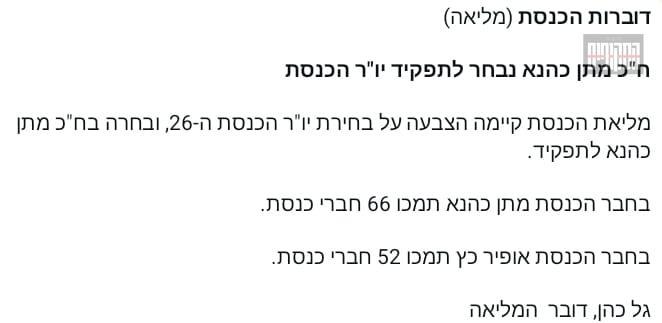 דוברות הכנסת (מליאה)
ח"כ מתן כהנא נבחר לתפקיד יו"ר הכנסת
מליאת הכנסת קיימה הצבעה על בחירת יו"ר הכנסת ה-26, ובחרה בח"כ מתן
כהנא לתפקיד.
בחבר הכנסת מתן כהנא תמכו 66 חברי כנסת.
בחבר הכנסת אופיר כץ תמכו 52 חברי כנסת.
גל כהן, דובר המליאה